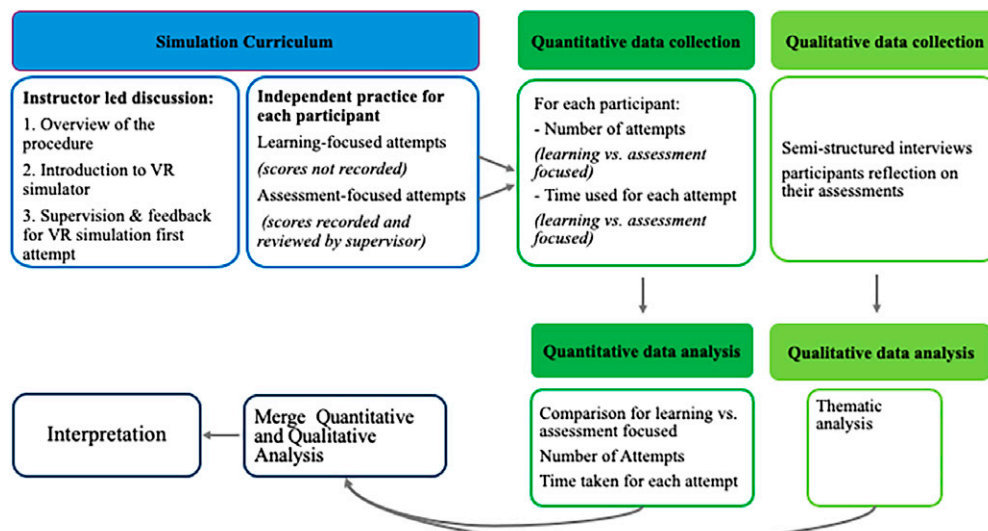 Simulation Curriculum
Instructor led discussion:
1. Overview of the
procedure
2. Introduction to VR
simulator
3. Supervision & feedback
for VR simulation first
attempt
Independent practice for
each participant
Learning-focused attempts
(scores not recorded)
Assessment-focused attempts
(scores recorded and
reviewed by supervisor)
Quantitative data collection
For each participant:
- Number of attempts
(learning vs. assessment
focused)
- Time used for each attempt
(learning vs. assessment
focused)
Qualitative data collection
Semi-structured interviews
participants reflection on
their assessments
Quantitative data analysis
Comparison for learning vs.
assessment focused
Number of Attempts
Time taken for each attempt
Qualitative data analysis
Thematic
analysis
Merge Quantitative
and Qualitative
Analysis
Interpretation